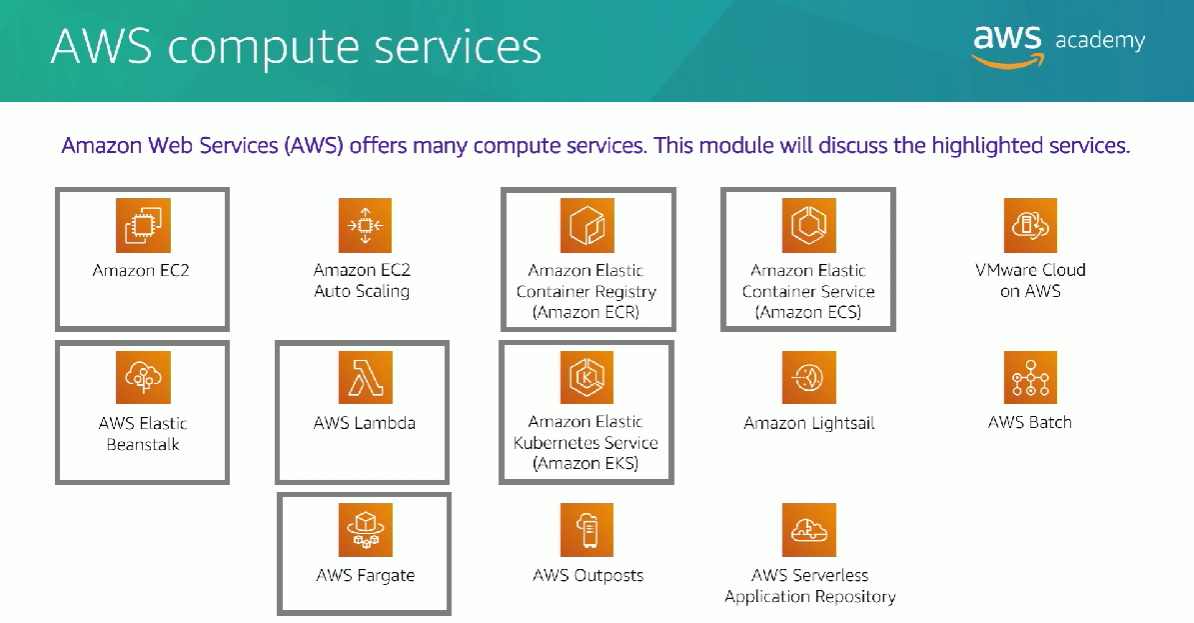 AWS compute services
aws academy
Amazon Web Services (AWS) offers many compute services. This module will discuss the highlighted services.
Amazon EC2
Amazon EC2
Auto Scaling
Amazon Elastic
Container Registry
(Amazon ECR)
Amazon Elastic
Container Service
(Amazon ECS)
VMware Cloud
on AWS
AWS Elastic
Beanstalk
AWS Lambda
K
Amazon Elastic
Kubernetes Service
(Amazon EKS)
Amazon Lightsail
AWS Batch
AWS Fargate
AWS Outposts
AWS Serverless
Application Repository